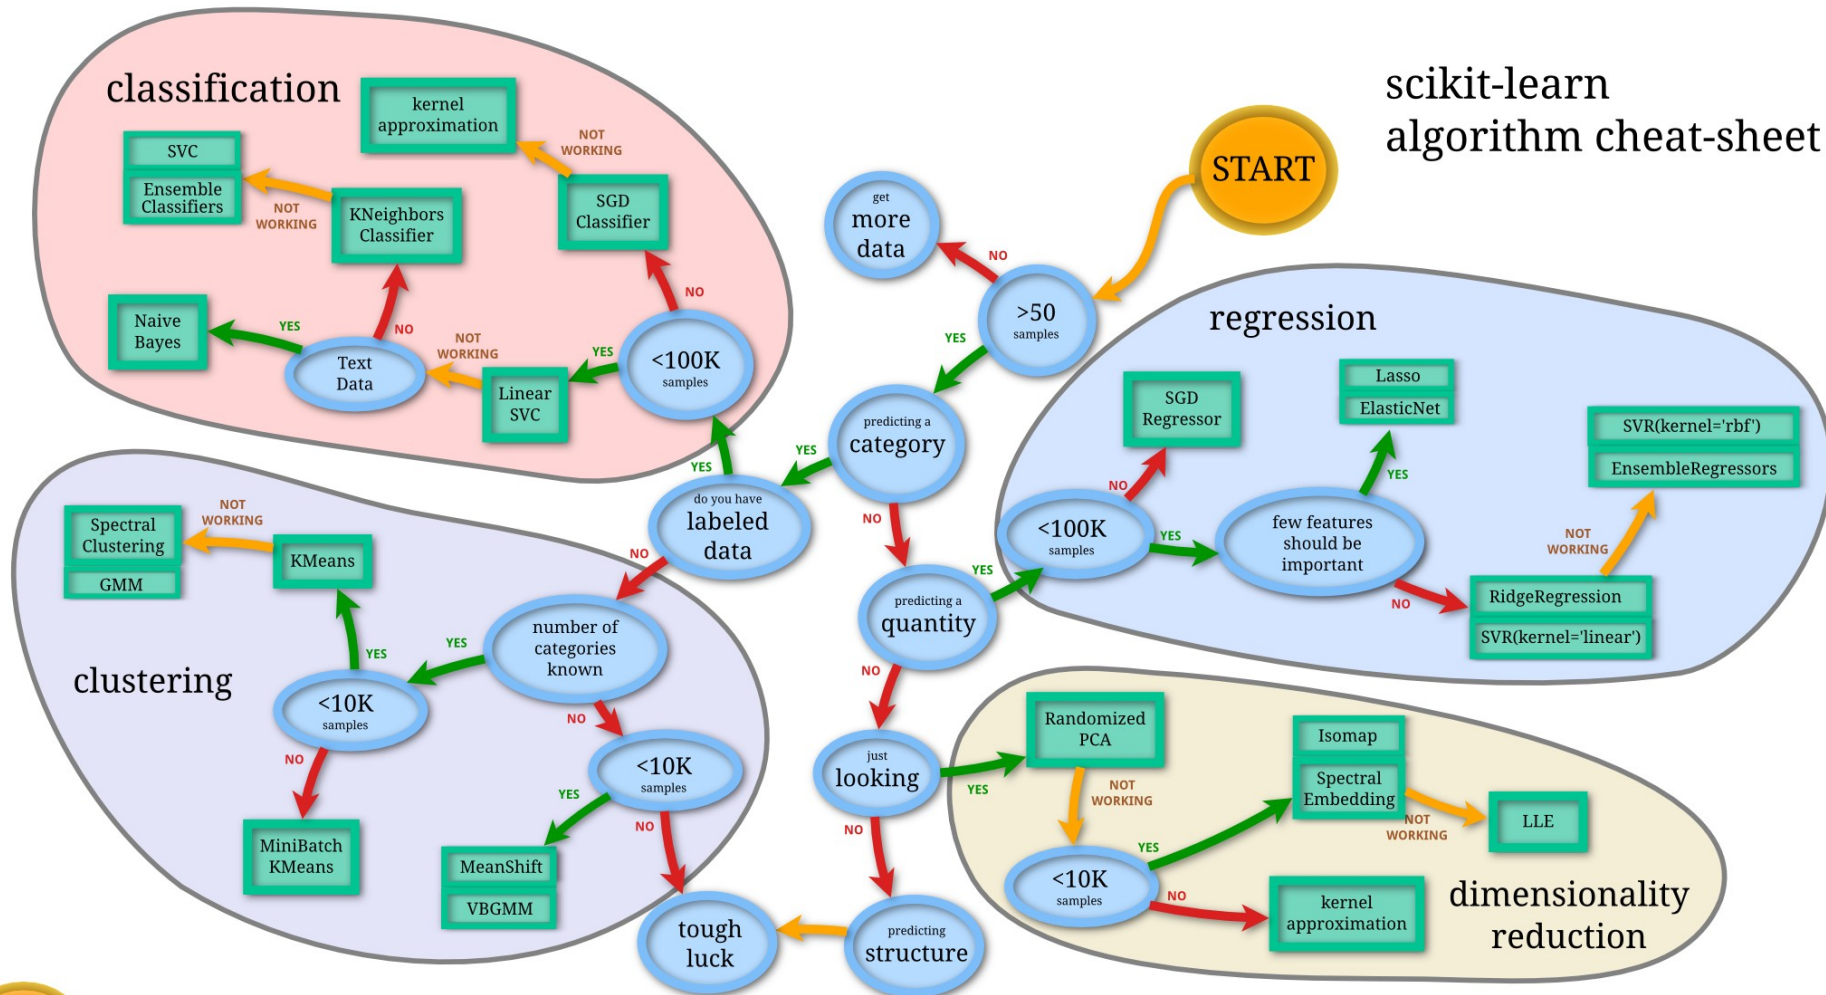 scikit-learn
algorithm cheat-sheet
START
>50
samples
NO
get
more
data
YES
predicting a
category
YES
do you have
labeled
data
YES
NO
NO
predicting a
quantity
YES
NO
just
looking
YES
NO
predicting
structure
tough
luck
classification
<100K
samples
NO
SGD
Classifier
NOT
WORKING
kernel
approximation
YES
Linear
SVC
NOT
WORKING
Text
Data
YES
Naive
Bayes
NO
KNeighbors
Classifier
NOT
WORKING
SVC
Ensemble
Classifiers
clustering
number of
categories
known
YES
<10K
samples
YES
KMeans
NOT
WORKING
Spectral
Clustering
GMM
NO
MiniBatch
KMeans
NO
<10K
samples
YES
MeanShift
VBGMM
NO
regression
<100K
samples
NO
SGD
Regressor
YES
few features
should be
important
YES
Lasso
ElasticNet
NO
RidgeRegression
SVR(kernel='linear')
NOT
WORKING
SVR(kernel='rbf')
EnsembleRegressors
dimensionality
reduction
Randomized
PCA
NOT
WORKING
<10K
samples
YES
Isomap
Spectral
Embedding
NOT
WORKING
LLE
NO
kernel
approximation